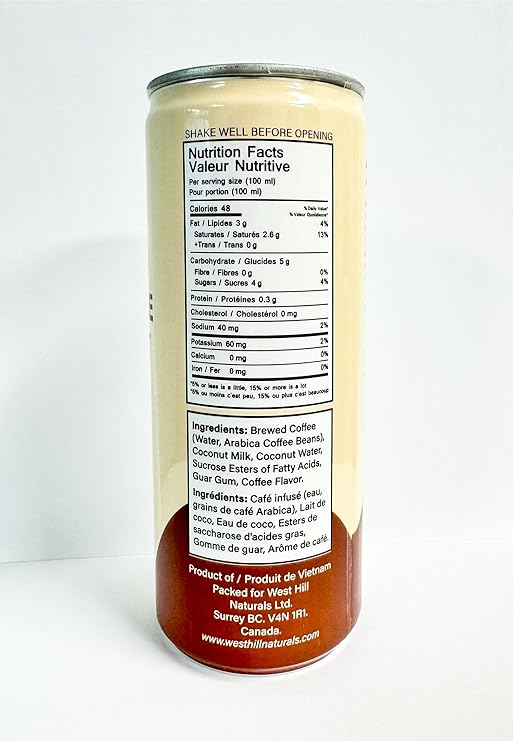 SHAKE WELL BEFORE OPENING
Nutrition Facts
Valeur Nutritive
Per serving size (100 ml)
Pour portion (100 ml)
Calories 48
% Daily Value*
% Valeur Quotidienne*
Fat / Lipides 3 g 4%
Saturates / Saturés 2.6 g 13%
+Trans / Trans 0 g
Carbohydrate / Glucides 5 g
Fibre / Fibres 0 g 0%
Sugars / Sucres 4 g 4%
Protein / Protéines 0.3 g
Cholesterol / Cholestérol 0 mg
Sodium 40 mg 2%
Potassium 60 mg 2%
Calcium 0 mg 0%
Iron / Fer 0 mg 0%
*5% or less is a little, 15% or more is a lot
*5% ou moins c'est peu, 15% ou plus c'est beaucoup
Ingredients: Brewed Coffee
(Water, Arabica Coffee Beans),
Coconut Milk, Coconut Water,
Sucrose Esters of Fatty Acids,
Guar Gum, Coffee Flavor.
Ingrédients: Café infusé (eau,
grains de café Arabica), Lait de
coco, Eau de coco, Esters de
saccharose d'acides gras,
Gomme de guar, Arôme de café.
Product of / Produit de Vietnam
Packed for West Hill
Naturals Ltd.
Surrey BC. V4N 1R1.
Canada.
www.westhillnaturals.com